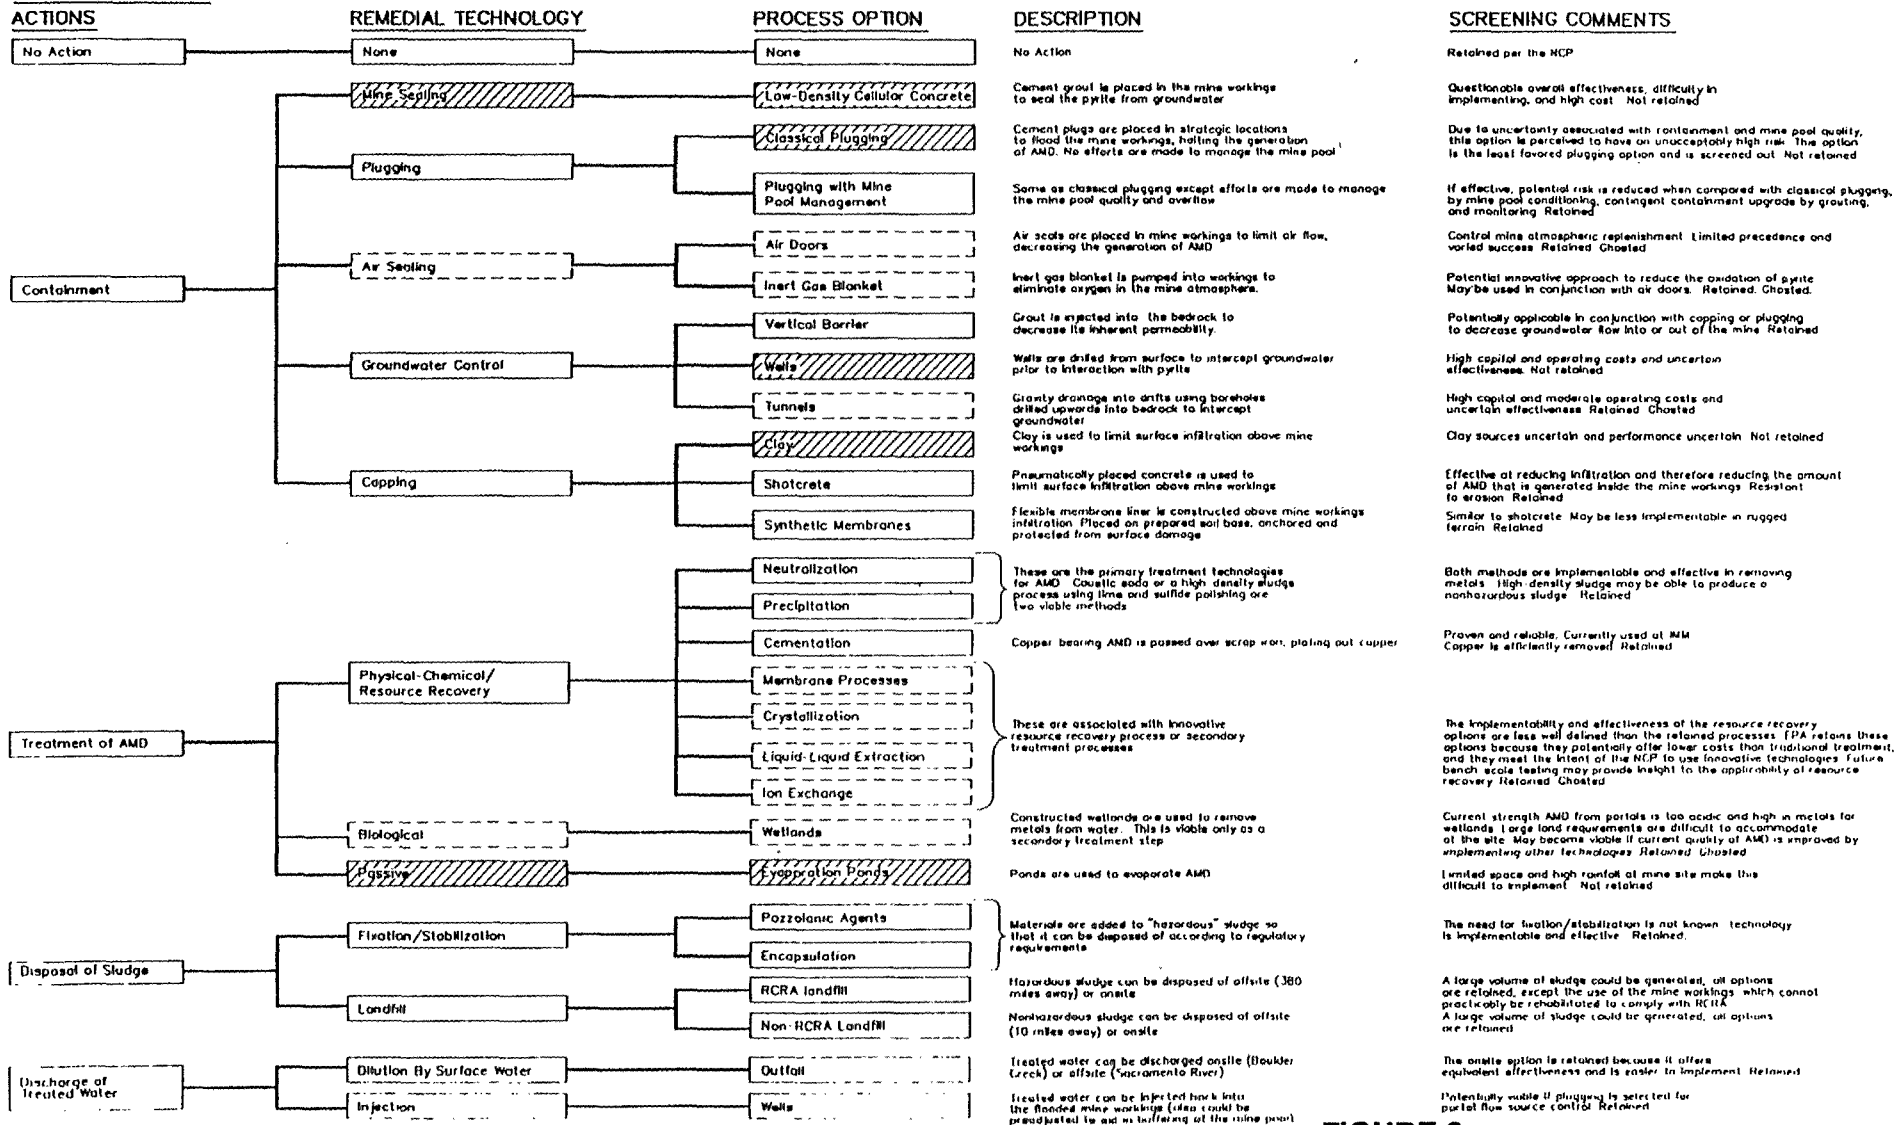 ACTIONS
REMEDIAL TECHNOLOGY
PROCESS OPTION
DESCRIPTION
SCREENING COMMENTS
No Action
None
None
No Action
Retained per the NCP
Containment
Mine Sealing
Low-Density Cellular Concrete
Cement grout is placed in the mine workings
to seal the pyrite from groundwater
Questionable overall effectiveness, difficulty in
implementing, and high cost Not retained
Plugging
Classical Plugging
Cement plugs are placed in strategic locations
to flood the mine workings, halting the generation
of AMD. No efforts are made to manage the mine pool
Due to uncertainty associated with containment and mine pool quality,
this option is perceived to have an unacceptably high risk This option
is the least favored plugging option and is screened out Not retained
Plugging with Mine
Pool Management
Same as classical plugging except efforts are made to manage
the mine pool quality and overflow
If effective, potential risk is reduced when compared with classical plugging,
by mine pool conditioning, contingent containment upgrade by grouting,
and monitoring Retained
Air Sealing
Air Doors
Air seals are placed in mine workings to limit air flow,
decreasing the generation of AMD
Control mine atmospheric replenishment Limited precedence and
varied success Retained Ghosted
Inert Gas Blanket
Inert gas blanket is pumped into workings to
eliminate oxygen in the mine atmosphere.
Potential innovative approach to reduce the oxidation of pyrite
May be used in conjunction with air doors. Retained. Ghosted.
Groundwater Control
Vertical Barrier
Grout is injected into the bedrock to
decrease its inherent permeability.
Potentially applicable in conjunction with capping or plugging
to decrease groundwater flow into or out of the mine Retained
Wells
Wells are drilled from surface to intercept groundwater
prior to interaction with pyrite
High capital and operating costs and uncertain
effectiveness. Not retained
Tunnels
Gravity drainage into drifts using boreholes
drilled upwards into bedrock to intercept
groundwater
High capital and moderate operating costs and
uncertain effectiveness Retained Ghosted
Capping
Clay
Clay is used to limit surface infiltration above mine
workings
Clay sources uncertain and performance uncertain Not retained
Shotcrete
Pneumatically placed concrete is used to
limit surface infiltration above mine workings
Effective at reducing infiltration and therefore reducing the amount
of AMD that is generated inside the mine workings Resistant
to erosion Retained
Synthetic Membranes
Flexible membrane liner is constructed above mine workings
infiltration Placed on prepared soil base, anchored and
protected from surface damage
Similar to shotcrete May be less implementable in rugged
terrain Retained
Treatment of AMD
Physical-Chemical/
Resource Recovery
Neutralization
Precipitation
These are the primary treatment technologies
for AMD Caustic soda or a high density sludge
process using lime and sulfide polishing are
two viable methods
Both methods are implementable and effective in removing
metals High-density sludge may be able to produce a
nonhazardous sludge Retained
Cementation
Copper bearing AMD is passed over scrap iron, plating out copper
Proven and reliable. Currently used at IMM
Copper is efficiently removed Retained
Membrane Processes
Crystallization
Liquid-Liquid Extraction
Ion Exchange
These are associated with innovative
resource recovery process or secondary
treatment processes
The implementability and effectiveness of the resource recovery
options are less well defined than the retained processes EPA retains these
options because they potentially offer lower costs than traditional treatment,
and they meet the intent of the NCP to use innovative technologies Future
bench scale testing may provide insight to the applicability of resource
recovery Retained Ghosted
Biological
Wetlands
Constructed wetlands are used to remove
metals from water. This is viable only as a
secondary treatment step
Current strength AMD from portals is too acidic and high in metals for
wetlands Large land requirements are difficult to accommodate
at the site May become viable if current quality of AMD is improved by
implementing other technologies Retained Ghosted
Passive
Evaporation Ponds
Ponds are used to evaporate AMD
Limited space and high rainfall at mine site make this
difficult to implement Not retained
Disposal of Sludge
Fixation/Stabilization
Pozzolanic Agents
Encapsulation
Materials are added to "hazardous" sludge so
that it can be disposed of according to regulatory
requirements
The need for fixation/stabilization is not known technology
is implementable and effective Retained.
Landfill
RCRA landfill
Hazardous sludge can be disposed of offsite (380
miles away) or onsite
A large volume of sludge could be generated, all options
are retained, except the use of the mine workings which cannot
practicably be rehabilitated to comply with RCRA
Non-RCRA Landfill
Nonhazardous sludge can be disposed of offsite
(10 miles away) or onsite
A large volume of sludge could be generated, all options
are retained
Discharge of
Treated Water
Dilution By Surface Water
Outfall
Treated water can be discharged onsite (Boulder
Creek) or offsite (Sacramento River)
The onsite option is retained because it offers
equivalent effectiveness and is easier to implement Retained
Injection
Wells
Treated water can be injected back into
the flooded mine workings (also could be
preadjusted to aid in buffering of the mine pool)
Potentially viable if plugging is selected for
portal flow source control Retained